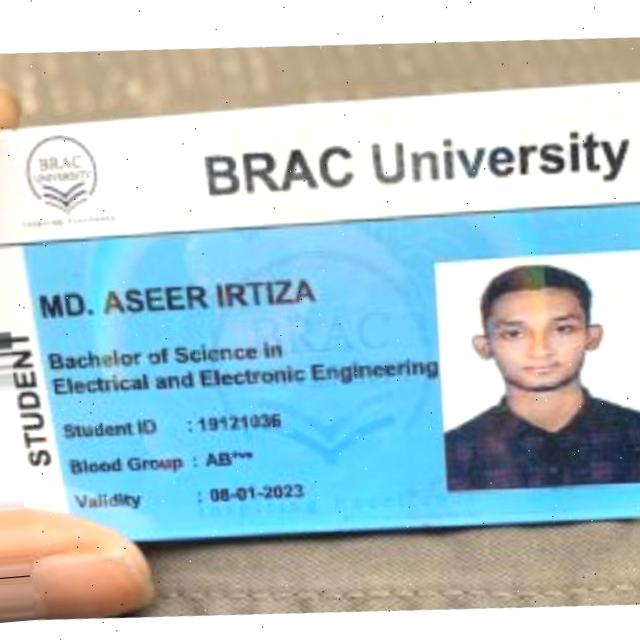 BRAC
UNIVERSITY
BRAC University
STUDENT
MD. ASEER IRTIZA
BRAC
Bachelor of Science in
Electrical and Electronic Engineering
Student ID : 19121036
Blood Group : AB+ve
Validity : 08-01-2023
Inspiring Excellence